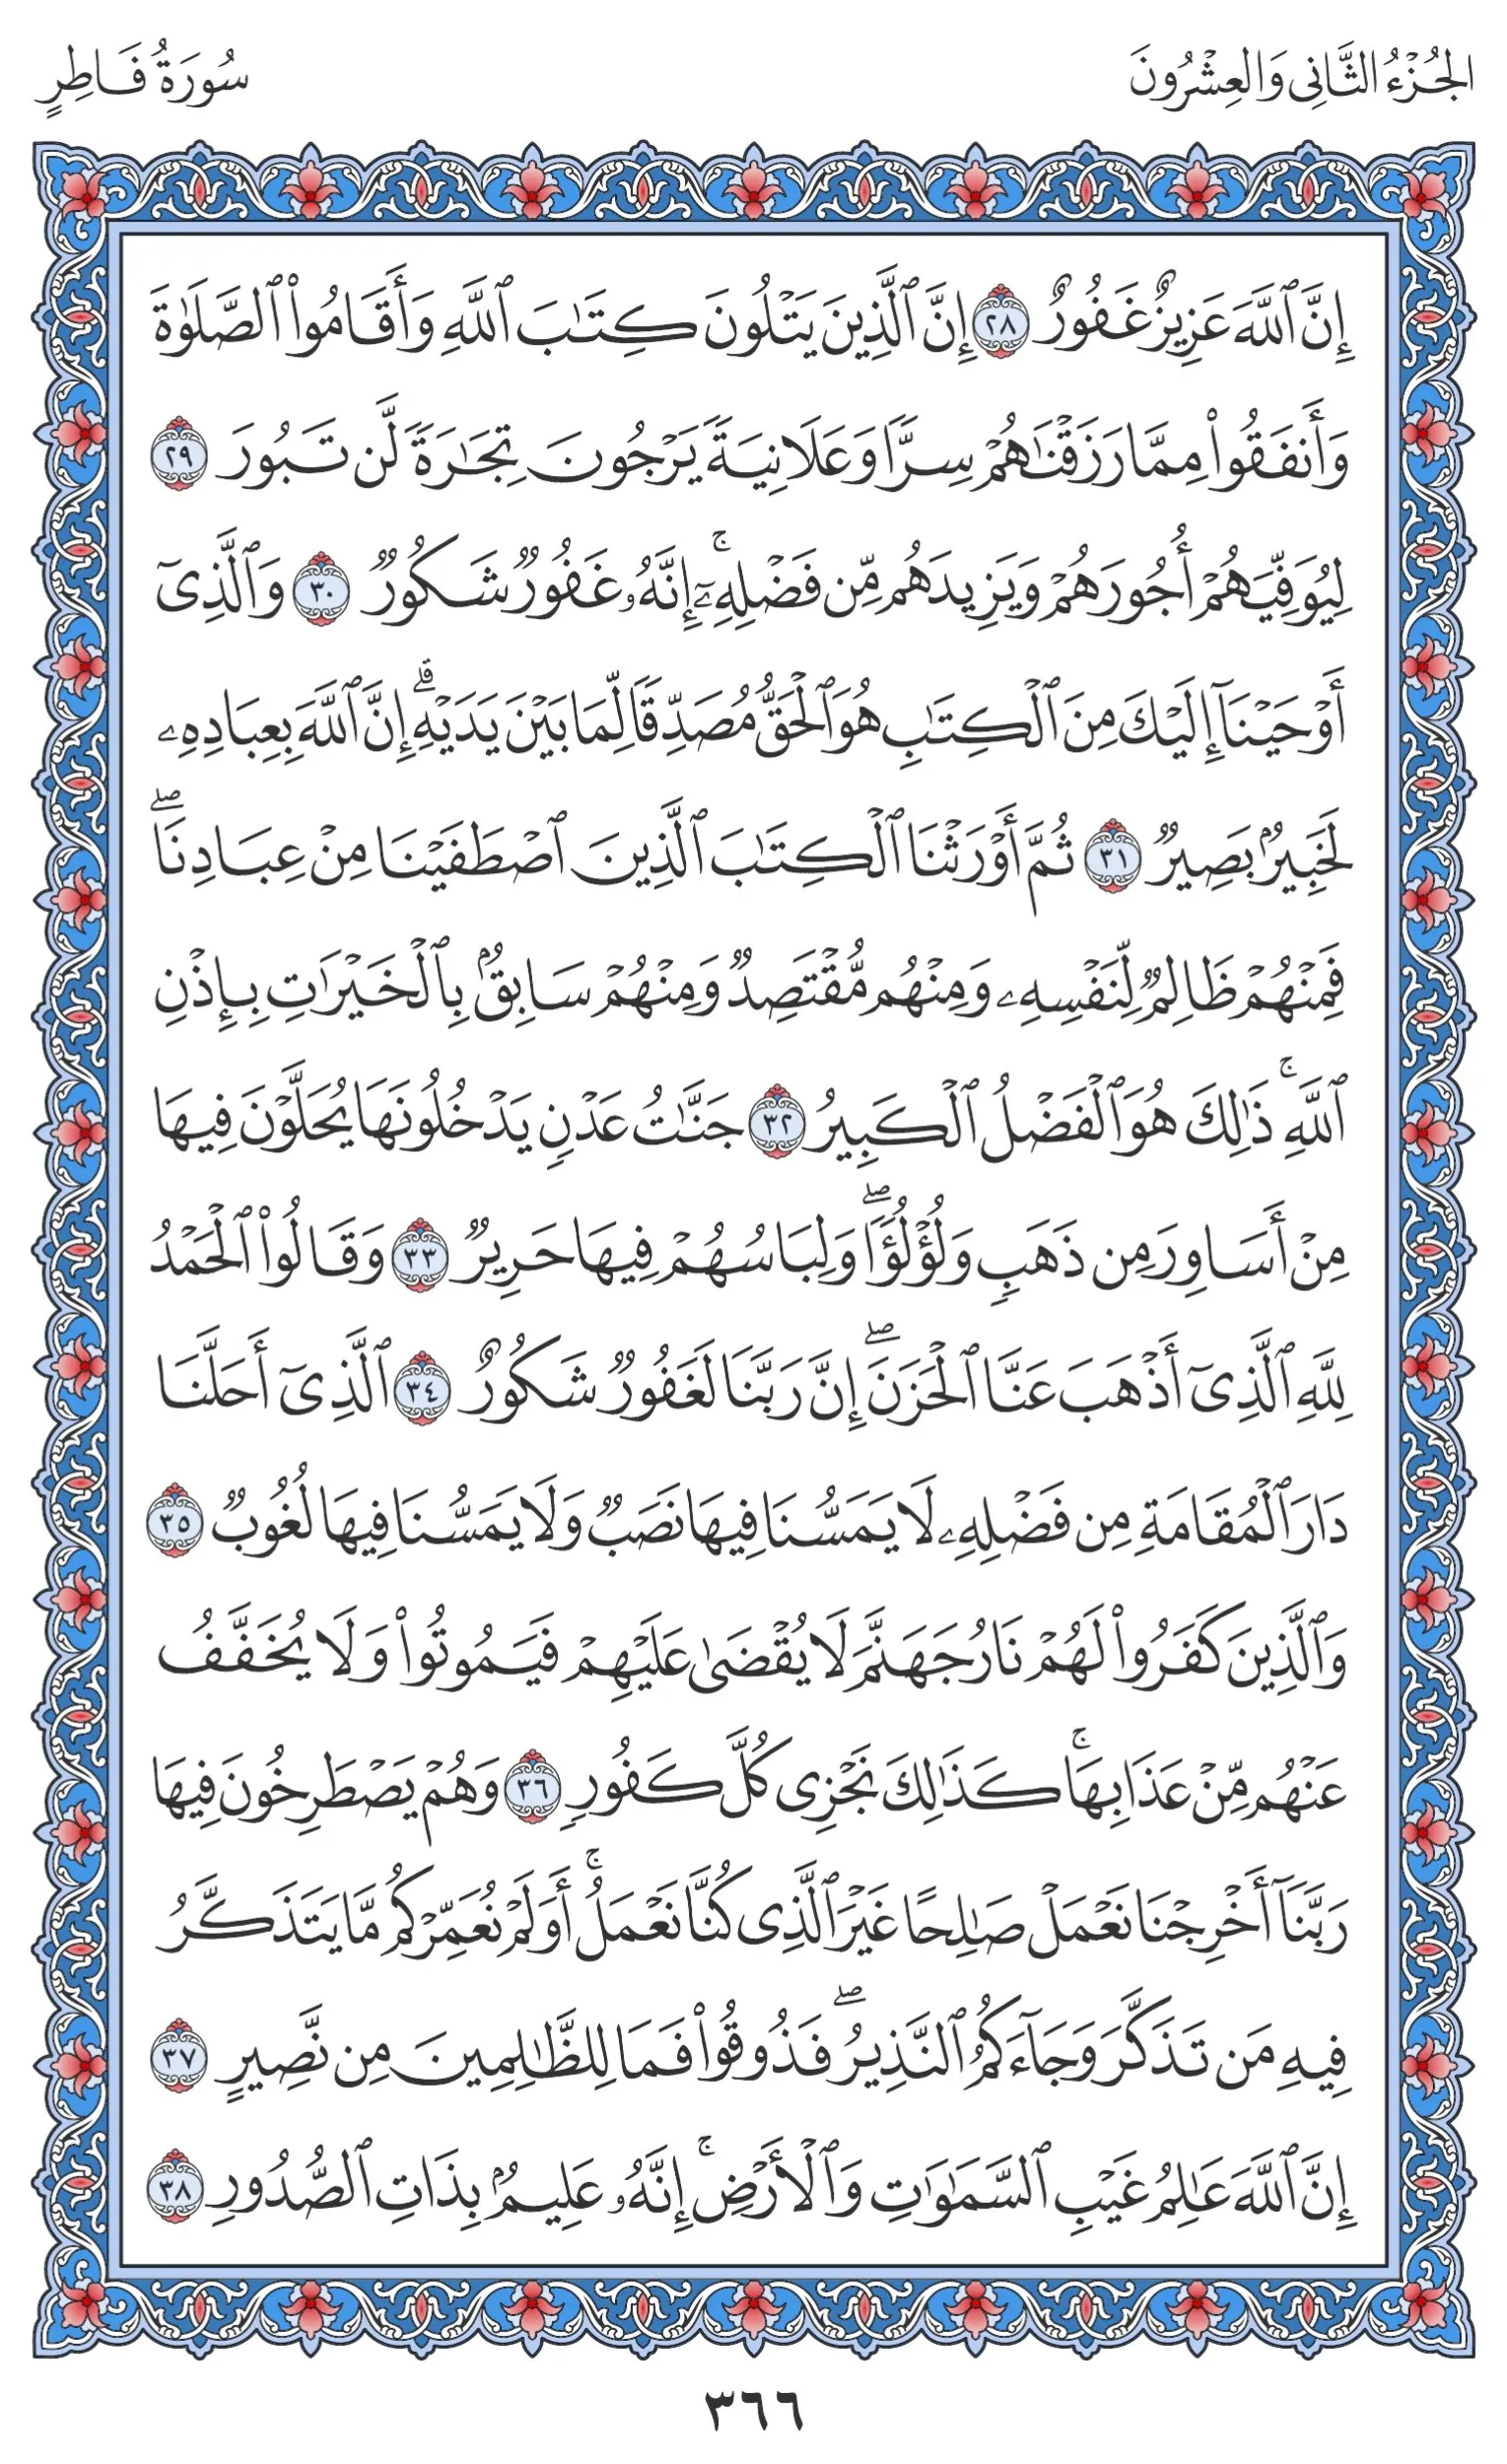 الجُزْءُ الثَّانِي وَالعِشْرُونَ
سُورَةُ فَاطِرٍ
إِنَّ ٱللَّهَ عَزِيزٌ غَفُورٌ ٢٨ إِنَّ ٱلَّذِينَ يَتْلُونَ كِتَٰبَ ٱللَّهِ وَأَقَامُوا۟ ٱلصَّلَوٰةَ
وَأَنفَقُوا۟ مِمَّا رَزَقْنَٰهُمْ سِرًّا وَعَلَانِيَةً يَرْجُونَ تِجَٰرَةً لَّن تَبُورَ ٢٩
لِيُوَفِّيَهُمْ أُجُورَهُمْ وَيَزِيدَهُم مِّن فَضْلِهِۦٓ ۚ إِنَّهُۥ غَفُورٌ شَكُورٌ ٣٠ وَٱلَّذِىٓ
أَوْحَيْنَآ إِلَيْكَ مِنَ ٱلْكِتَٰبِ هُوَ ٱلْحَقُّ مُصَدِّقًا لِّمَا بَيْنَ يَدَيْهِ ۗ إِنَّ ٱللَّهَ بِعِبَادِهِۦ
لَخَبِيرٌۢ بَصِيرٌ ٣١ ثُمَّ أَوْرَثْنَا ٱلْكِتَٰبَ ٱلَّذِينَ ٱصْطَفَيْنَا مِنْ عِبَادِنَا ۖ
فَمِنْهُمْ ظَالِمٌ لِّنَفْسِهِۦ وَمِنْهُم مُّقْتَصِدٌ وَمِنْهُمْ سَابِقٌۢ بِٱلْخَيْرَٰتِ بِإِذْنِ
ٱللَّهِ ۚ ذَٰلِكَ هُوَ ٱلْفَضْلُ ٱلْكَبِيرُ ٣٢ جَنَّٰتُ عَدْنٍ يَدْخُلُونَهَا يُحَلَّوْنَ فِيهَا
مِنْ أَسَاوِرَ مِن ذَهَبٍ وَلُؤْلُؤًا ۖ وَلِبَاسُهُمْ فِيهَا حَرِيرٌ ٣٣ وَقَالُوا۟ ٱلْحَمْدُ
لِلَّهِ ٱلَّذِىٓ أَذْهَبَ عَنَّا ٱلْحَزَنَ ۖ إِنَّ رَبَّنَا لَغَفُورٌ شَكُورٌ ٣٤ ٱلَّذِىٓ أَحَلَّنَا
دَارَ ٱلْمُقَامَةِ مِن فَضْلِهِۦ لَا يَمَسُّنَا فِيهَا نَصَبٌ وَلَا يَمَسُّنَا فِيهَا لُغُوبٌ ٣٥
وَٱلَّذِينَ كَفَرُوا۟ لَهُمْ نَارُ جَهَنَّمَ لَا يُقْضَىٰ عَلَيْهِمْ فَيَمُوتُوا۟ وَلَا يُخَفَّفُ
عَنْهُم مِّنْ عَذَابِهَا ۚ كَذَٰلِكَ نَجْزِى كُلَّ كَفُورٍ ٣٦ وَهُمْ يَصْطَرِخُونَ فِيهَا
رَبَّنَآ أَخْرِجْنَا نَعْمَلْ صَٰلِحًا غَيْرَ ٱلَّذِى كُنَّا نَعْمَلُ ۚ أَوَلَمْ نُعَمِّرْكُم مَّا يَتَذَكَّرُ
فِيهِ مَن تَذَكَّرَ وَجَآءَكُمُ ٱلنَّذِيرُ ۖ فَذُوقُوا۟ فَمَا لِلظَّٰلِمِينَ مِن نَّصِيرٍ ٣٧
إِنَّ ٱللَّهَ عَٰلِمُ غَيْبِ ٱلسَّمَٰوَٰتِ وَٱلْأَرْضِ ۚ إِنَّهُۥ عَلِيمٌۢ بِذَاتِ ٱلصُّدُورِ ٣٨
٣٦٦